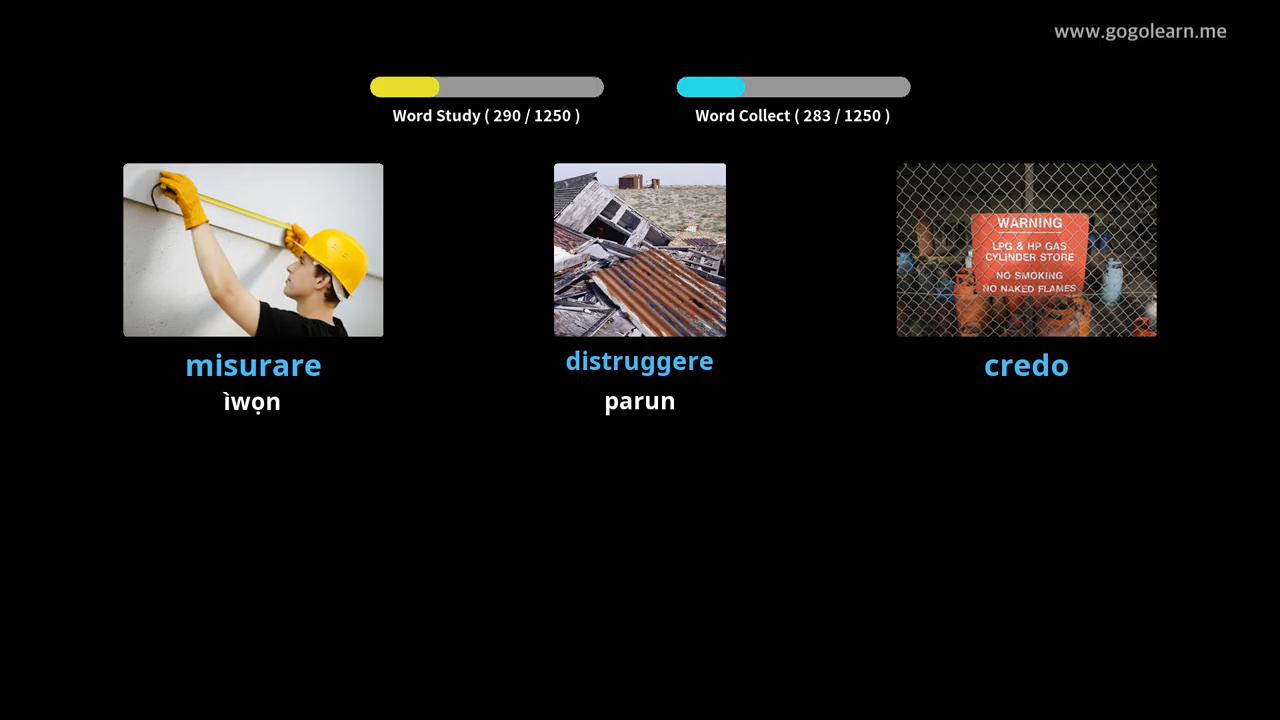 www.gogolearn.me
Word Study ( 290 / 1250 )
Word Collect ( 283 / 1250 )
WARNING
LPG & HP GAS
CYLINDER STORE
NO SMOKING
NO NAKED FLAMES
misurare
distruggere
credo
ìwọn
parun